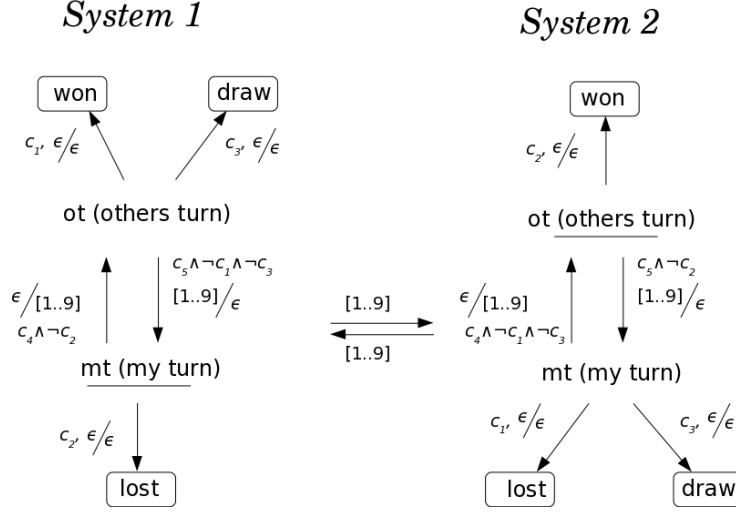 System 1
System 2
won
draw
won
c₁, ϵ/ϵ
c₃, ϵ/ϵ
c₂, ϵ/ϵ
ot (others turn)
ot (others turn)
c₅∧¬c₁∧¬c₃
[1..9]/ϵ
ϵ/[1..9]
c₄∧¬c₂
[1..9]
[1..9]
c₅∧¬c₂
[1..9]/ϵ
ϵ/[1..9]
c₄∧¬c₁∧¬c₃
mt (my turn)
mt (my turn)
c₂, ϵ/ϵ
c₁, ϵ/ϵ
c₃, ϵ/ϵ
lost
lost
draw